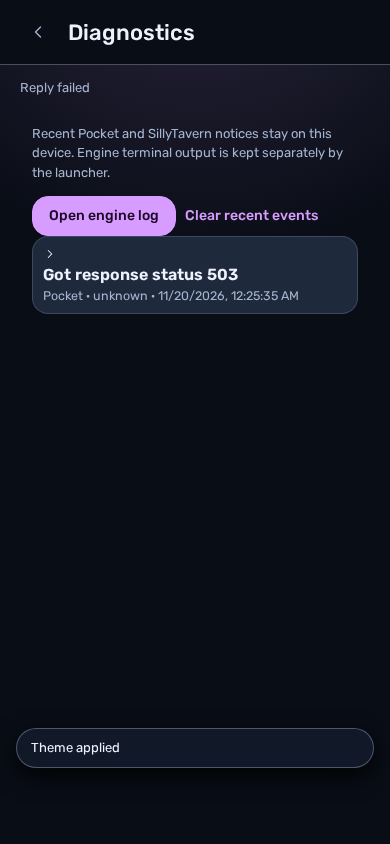 Diagnostics
Reply failed
Recent Pocket and SillyTavern notices stay on this
device. Engine terminal output is kept separately by
the launcher.
Open engine log
Clear recent events
Got response status 503
Pocket • unknown • 11/20/2026, 12:25:35 AM
Theme applied